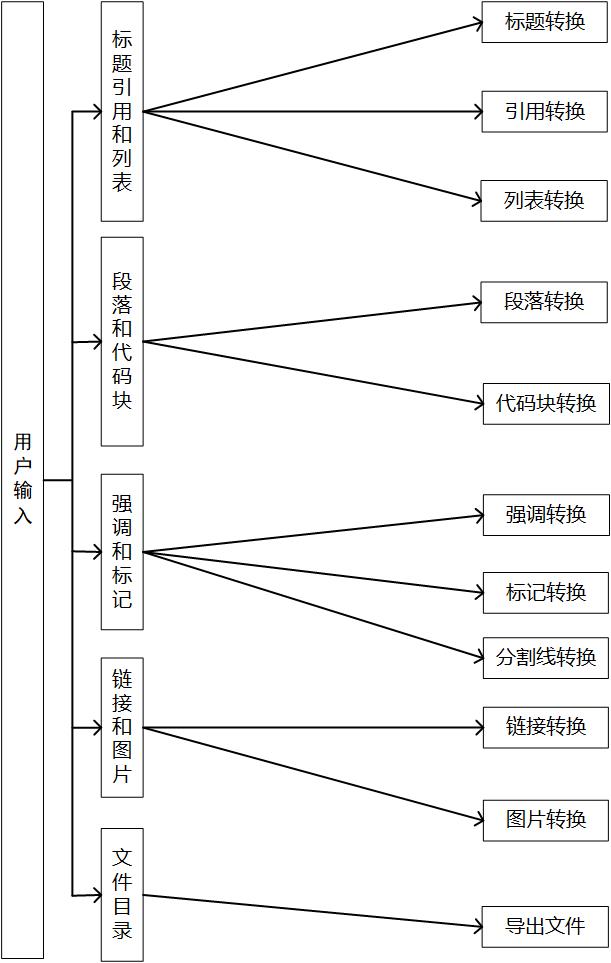 用户输入
标题引用和列表
标题转换
引用转换
列表转换
段落和代码块
段落转换
代码块转换
强调和标记
强调转换
标记转换
分割线转换
链接和图片
链接转换
图片转换
文件目录
导出文件